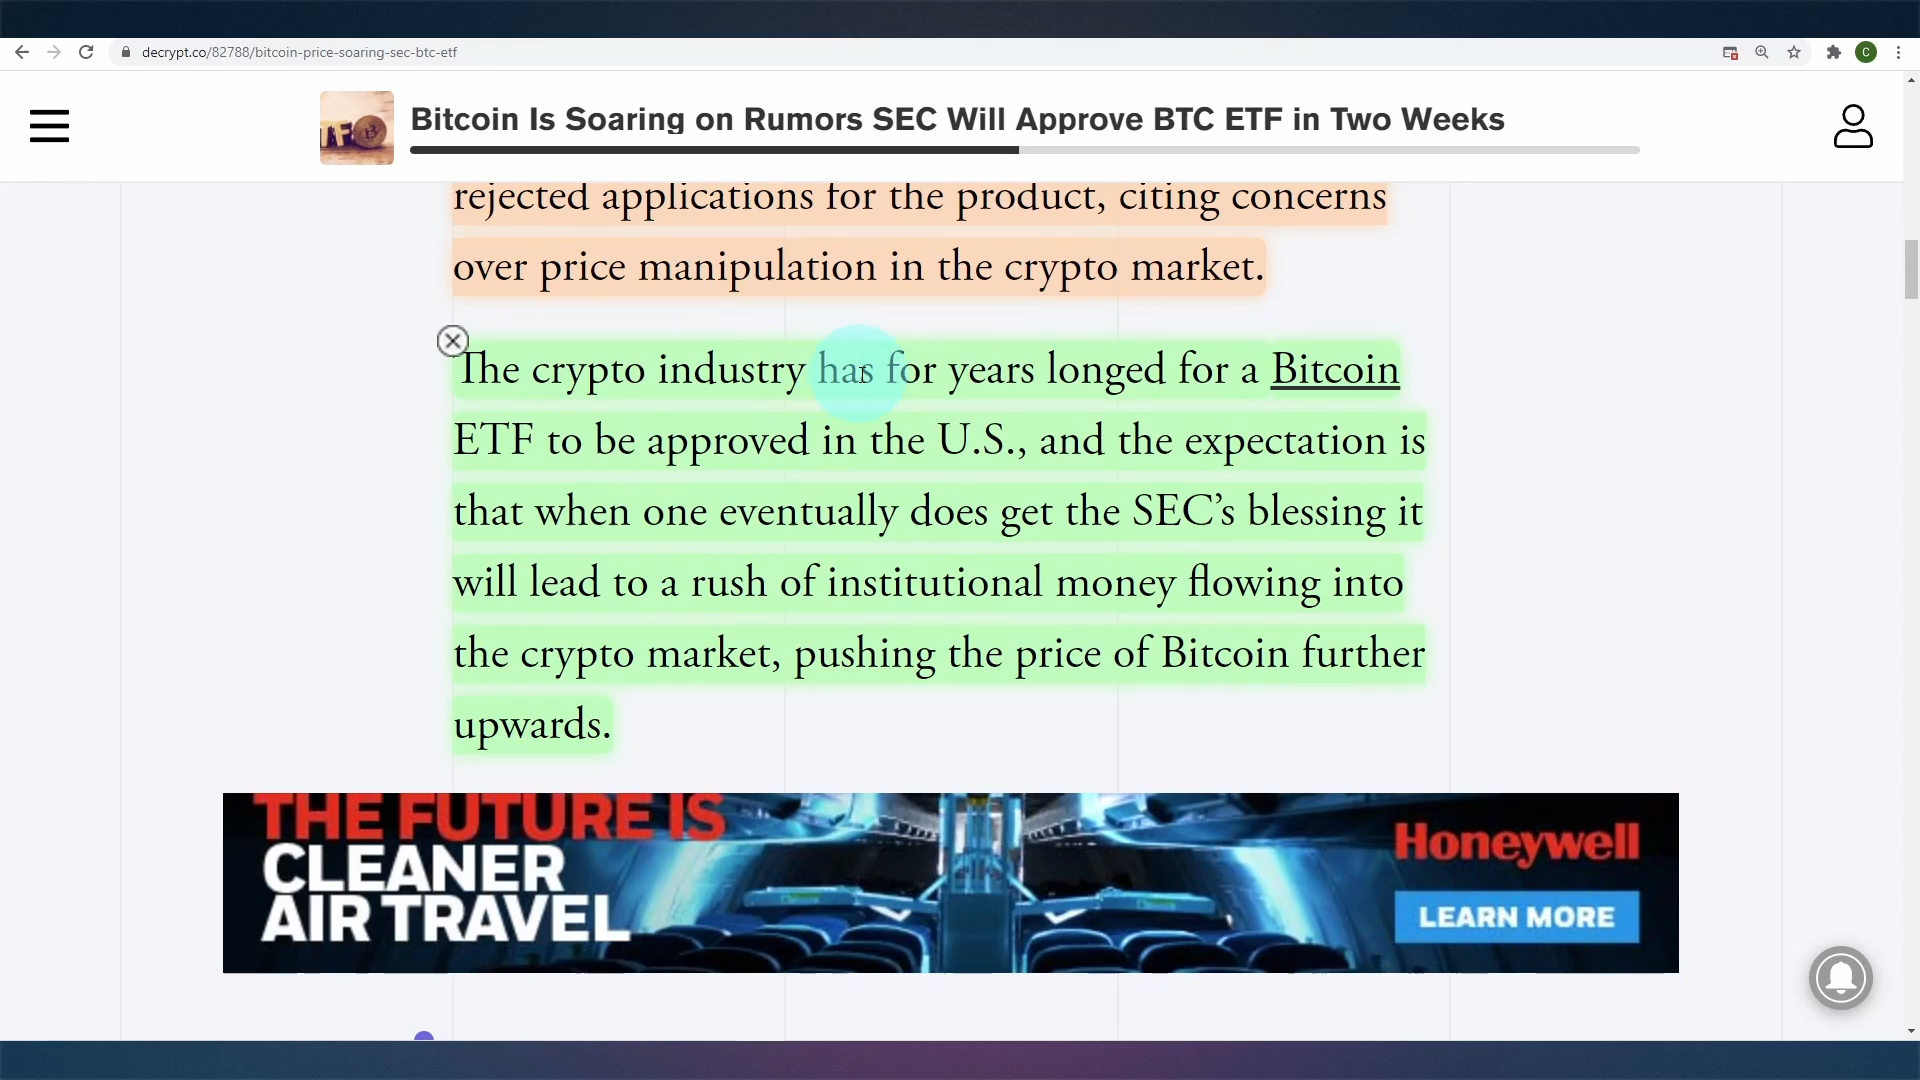 decrypt.co/82788/bitcoin-price-soaring-sec-btc-etf
C
TF
Bitcoin Is Soaring on Rumors SEC Will Approve BTC ETF in Two Weeks
rejected applications for the product, citing concerns
over price manipulation in the crypto market.
The crypto industry has for years longed for a Bitcoin
ETF to be approved in the U.S., and the expectation is
that when one eventually does get the SEC’s blessing it
will lead to a rush of institutional money flowing into
the crypto market, pushing the price of Bitcoin further
upwards.
THE FUTURE IS
CLEANER
AIR TRAVEL
Honeywell
LEARN MORE